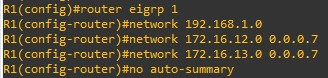 R1(config)#router eigrp 1
R1(config-router)#network 192.168.1.0
R1(config-router)#network 172.16.12.0 0.0.0.7
R1(config-router)#network 172.16.13.0 0.0.0.7
R1(config-router)#no auto-summary